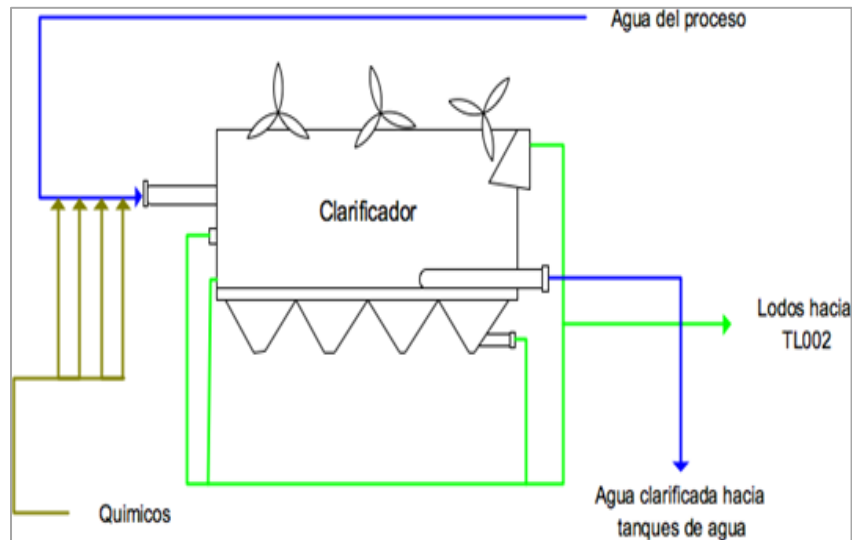 Agua del proceso
Clarificador
Lodos hacia
TL002
Quimicos
Agua clarificada hacia
tanques de agua